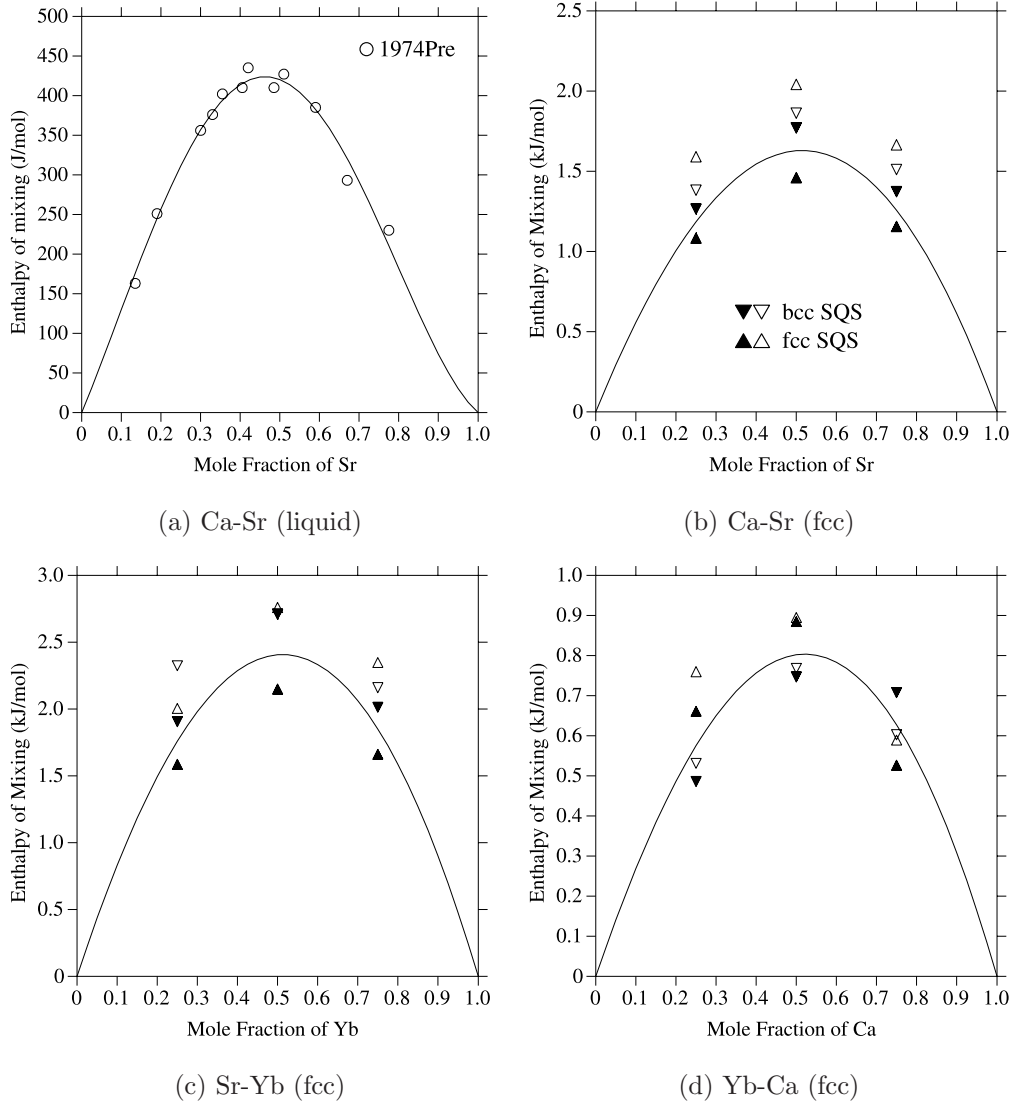 500
450
400
350
300
250
200
150
100
50
0
0 0.1 0.2 0.3 0.4 0.5 0.6 0.7 0.8 0.9 1.0
Enthalpy of mixing (J/mol)
Mole Fraction of Sr
1974Pre
(a) Ca-Sr (liquid)
2.5
2.0
1.5
1.0
0.5
0
0 0.1 0.2 0.3 0.4 0.5 0.6 0.7 0.8 0.9 1.0
Enthalpy of Mixing (kJ/mol)
Mole Fraction of Sr
bcc SQS
fcc SQS
(b) Ca-Sr (fcc)
3.0
2.5
2.0
1.5
1.0
0.5
0
0 0.1 0.2 0.3 0.4 0.5 0.6 0.7 0.8 0.9 1.0
Enthalpy of Mixing (kJ/mol)
Mole Fraction of Yb
(c) Sr-Yb (fcc)
1.0
0.9
0.8
0.7
0.6
0.5
0.4
0.3
0.2
0.1
0
0 0.1 0.2 0.3 0.4 0.5 0.6 0.7 0.8 0.9 1.0
Enthalpy of Mixing (kJ/mol)
Mole Fraction of Ca
(d) Yb-Ca (fcc)